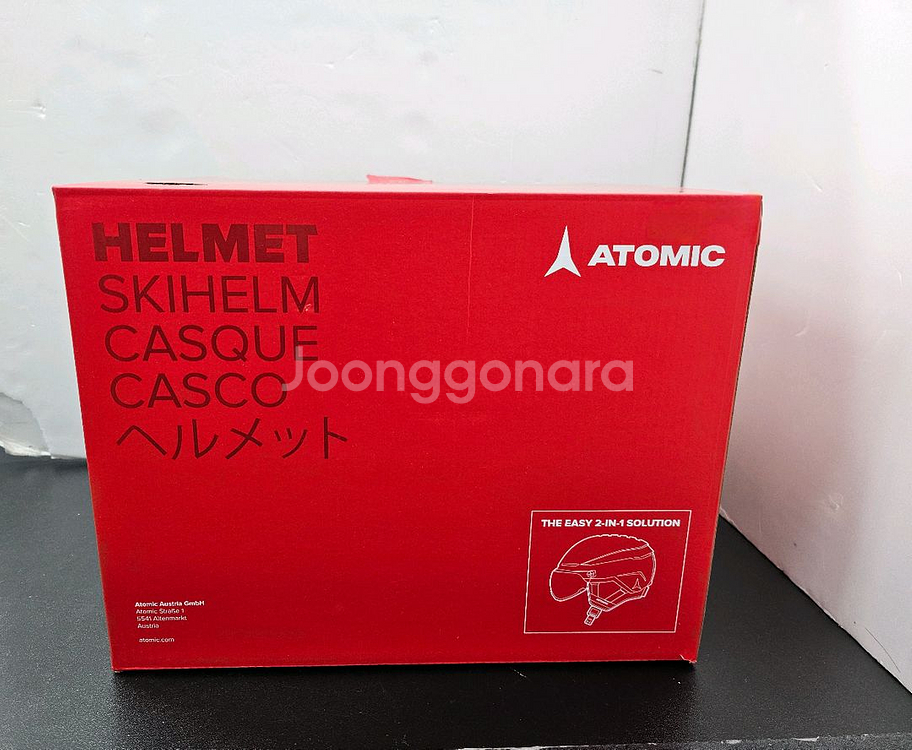 HELMET
SKIHELM
CASQUE
CASCO
ヘルメット
ATOMIC
Joonggonara
THE EASY 2-IN-1 SOLUTION
Atomic Austria GmbH
Atomic Straße 1
5541 Altenmarkt
Austria
atomic.com